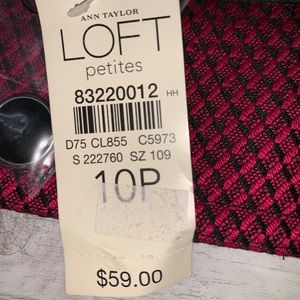 ANN TAYLOR
LOFT
petites
83220012 HH
D75 CL855 C5973
S 222760 SZ 109
10P
$59.00